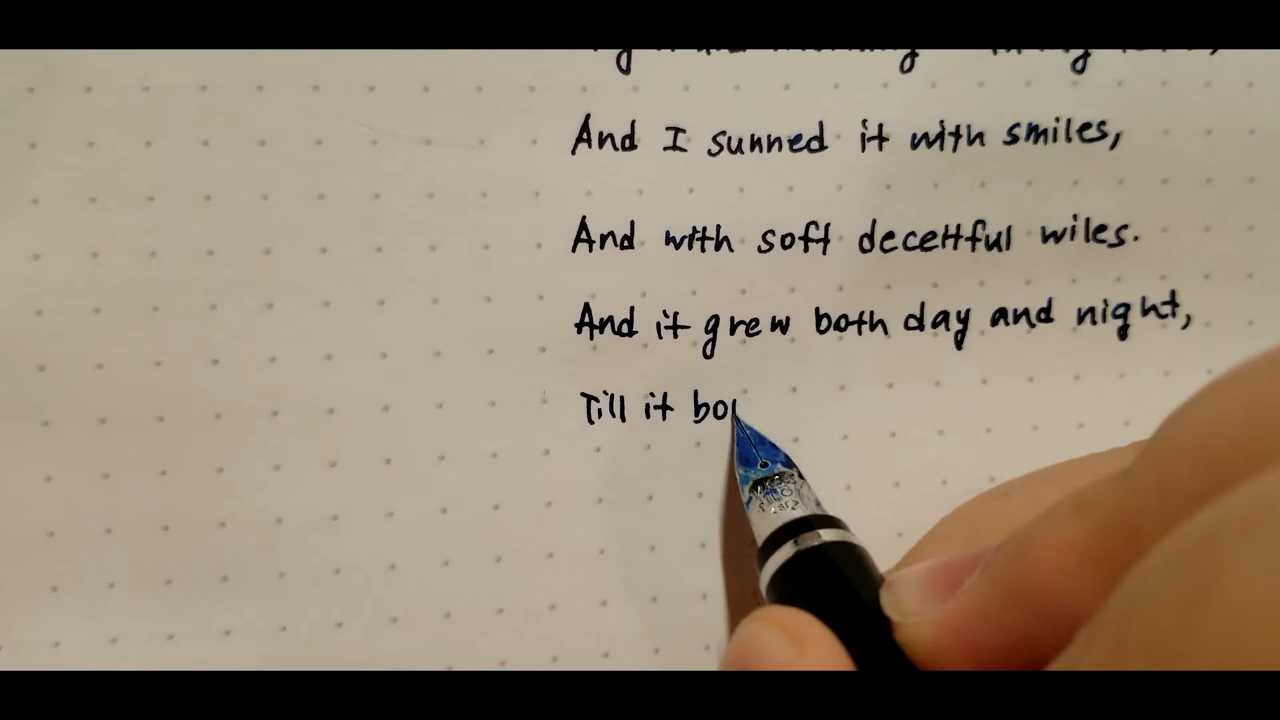 And I sunned it with smiles,
And with soft deceitful wiles.
And it grew both day and night,
Till it bo